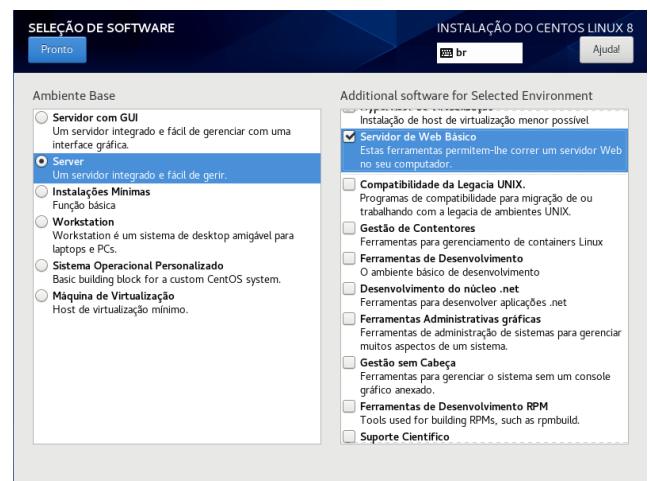 SELEÇÃO DE SOFTWARE
INSTALAÇÃO DO CENTOS LINUX 8
Pronto
br
Ajuda!
Ambiente Base
Servidor com GUI
Um servidor integrado e fácil de gerenciar com uma
interface gráfica.
Server
Um servidor integrado e fácil de gerir.
Instalações Mínimas
Função básica
Workstation
Workstation é um sistema de desktop amigável para
laptops e PCs.
Sistema Operacional Personalizado
Basic building block for a custom CentOS system.
Máquina de Virtualização
Host de virtualização mínimo.
Additional software for Selected Environment
Instalação de host de virtualização menor possível
Servidor de Web Básico
Estas ferramentas permitem-lhe correr um servidor Web
no seu computador.
Compatibilidade da Legacia UNIX.
Programas de compatibilidade para migração de ou
trabalhando com a legacia de ambientes UNIX.
Gestão de Contentores
Ferramentas para gerenciamento de containers Linux
Ferramentas de Desenvolvimento
O ambiente básico de desenvolvimento
Desenvolvimento do núcleo .net
Ferramentas para desenvolver aplicações .net
Ferramentas Administrativas gráficas
Ferramentas de administração de sistemas para gerenciar
muitos aspectos de um sistema.
Gestão sem Cabeça
Ferramentas para gerenciar o sistema sem um console
gráfico anexado.
Ferramentas de Desenvolvimento RPM
Tools used for building RPMs, such as rpmbuild.
Suporte Científico